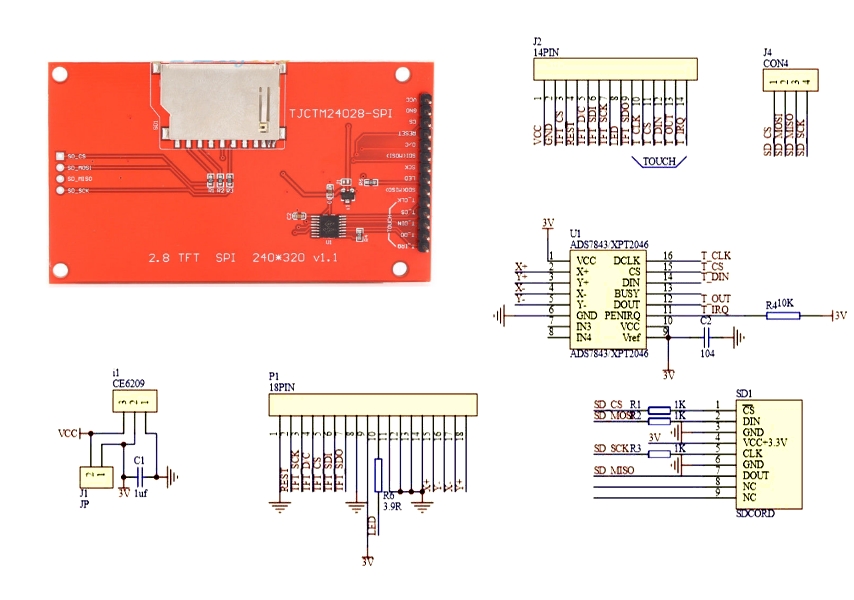 TJCTM24028-SPI
SD_CS
SD_MOSI
SD_MISO
SD_SCK
VCC
GND
CS
RESET
D/C
SDI(MOSI)
SCK
LED
SDO(MISO)
T_CLK
T_CS
T_DIN
T_DO
T_IRQ
TOUCH
2.8 TFT SPI 240*320 v1.1
J2
14PIN
1 2 3 4 5 6 7 8 9 10 11 12 13 14
VCC
GND
TFT_CS
REST
TFT_D/C
TFT_SDI
TFT_SCK
LED
TFT_SDO
T_CLK
T_CS
T_DIN
T_OUT
T_IRQ
TOUCH
J4
CON4
1 2 3 4
SD_CS
SD_MOSI
SD_MISO
SD_SCK
3V
U1
ADS7843/XPT2046
1 VCC DCLK 16 T_CLK
X+ 2 X+ CS 15 T_CS
Y+ 3 Y+ DIN 14 T_DIN
X- 4 X- BUSY 13
Y- 5 Y- DOUT 12 T_OUT
6 GND PENIRQ 11 T_IRQ
7 IN3 VCC 10
8 IN4 Vref 9
ADS7843/XPT2046
R4 10K
3V
C2
104
3V
i1
CE6209
3 2 1
VCC
J1
JP
2 1
3V
C1
1uf
P1
18PIN
1 2 3 4 5 6 7 8 9 10 11 12 13 14 15 16 17 18
REST
TFT_SCK
TFT_D/C
TFT_CS
TFT_SDI
TFT_SDO
X+
Y-
X-
Y+
R6
3.9R
LED
3V
SD1
SD_CS R1 1K 1 CS
SD_MOSI R2 1K 2 DIN
3 GND
3V 4 VCC+3.3V
SD_SCK R3 1K 5 CLK
6 GND
SD_MISO 7 DOUT
8 NC
9 NC
SDCORD